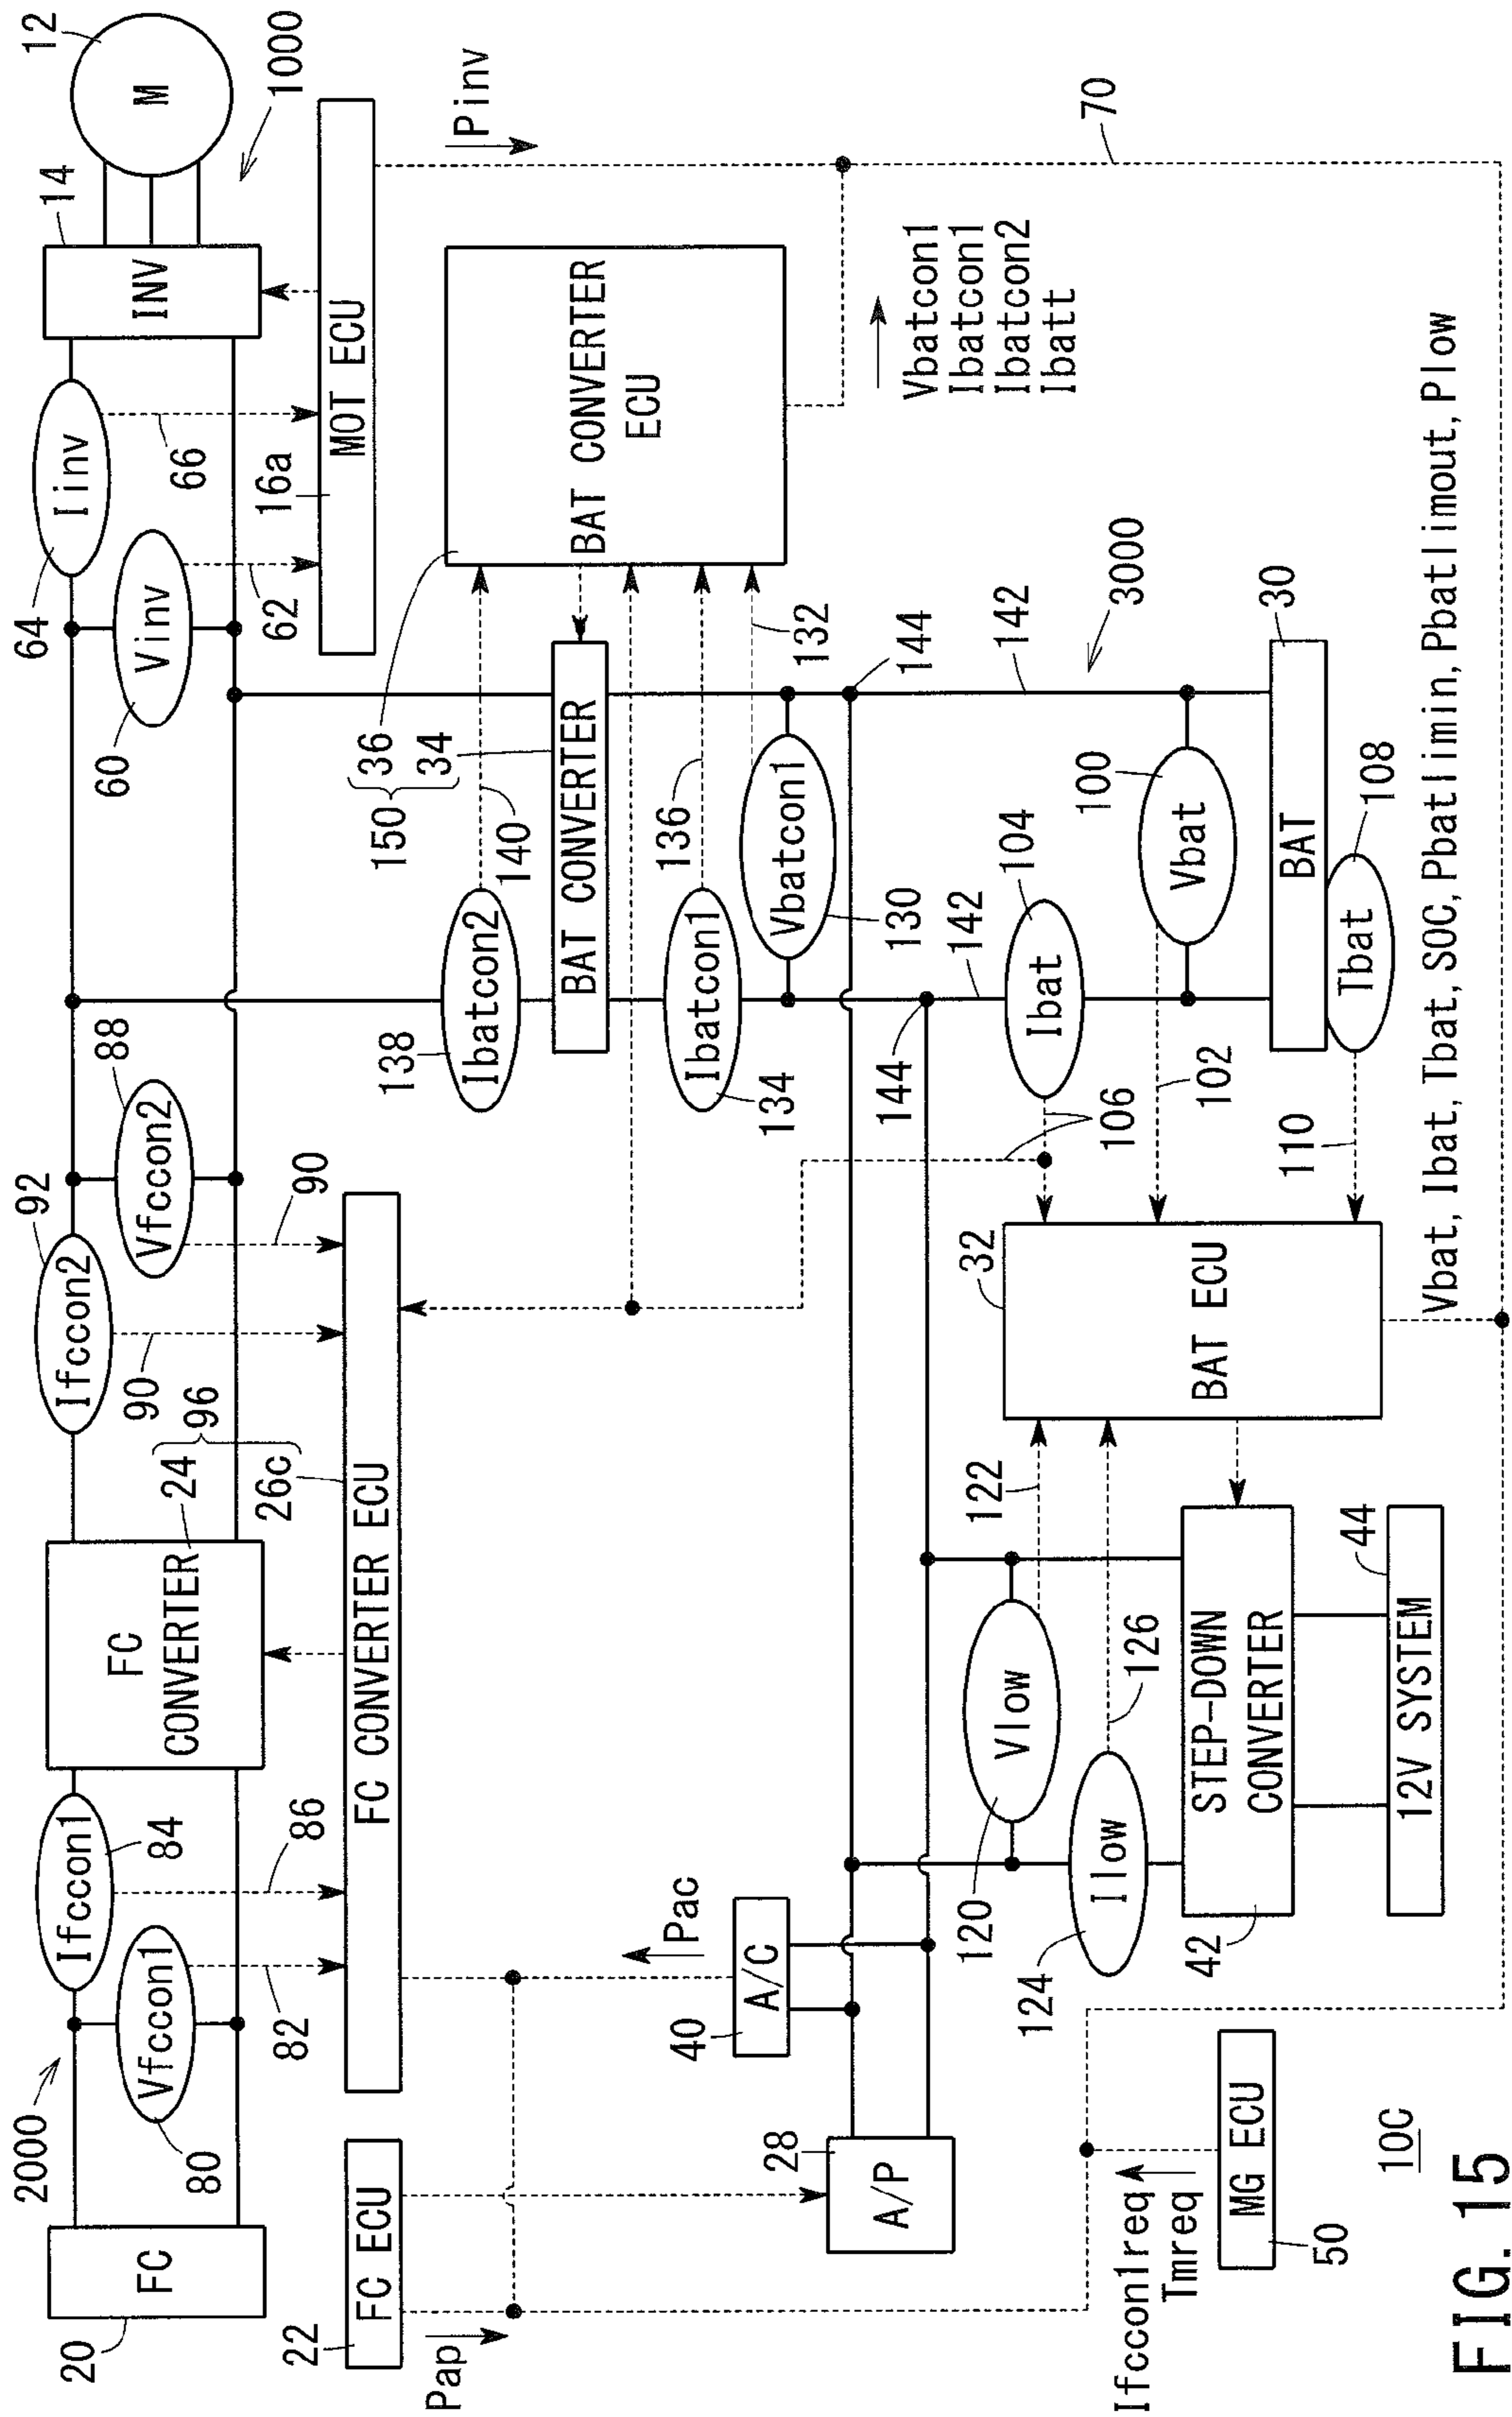 12
M
1000
14
INV
Iinv
64
66
Vinv
60
62
16a
MOT ECU
Pinv
70
92
Ifccon2
88
Vfccon2
90
90
24
96
26c
FC
CONVERTER
Ifccon1
84
86
2000
Vfccon1
80
82
FC
20
FC CONVERTER ECU
22
FC ECU
Pap
BAT CONVERTER
ECU
36
34
150
BAT CONVERTER
Vbatcon1
Ibatcon1
Ibatcon2
Ibatt
Ibatcon2
138
140
Ibatcon1
134
136
Vbatcon1
130
132
144
144
142
142
3000
Ibat
104
106
Vbat
100
102
30
BAT
Tbat
108
110
32
BAT ECU
Vbat, Ibat, Tbat, SOC, Pbatlimin, Pbatlimout, Plow
Pac
A/C
40
28
A/P
Vlow
120
122
Ilow
124
126
STEP-DOWN
CONVERTER
42
12V SYSTEM
44
Ifccon1req
Tmreq
MG ECU
50
10C
FIG. 15